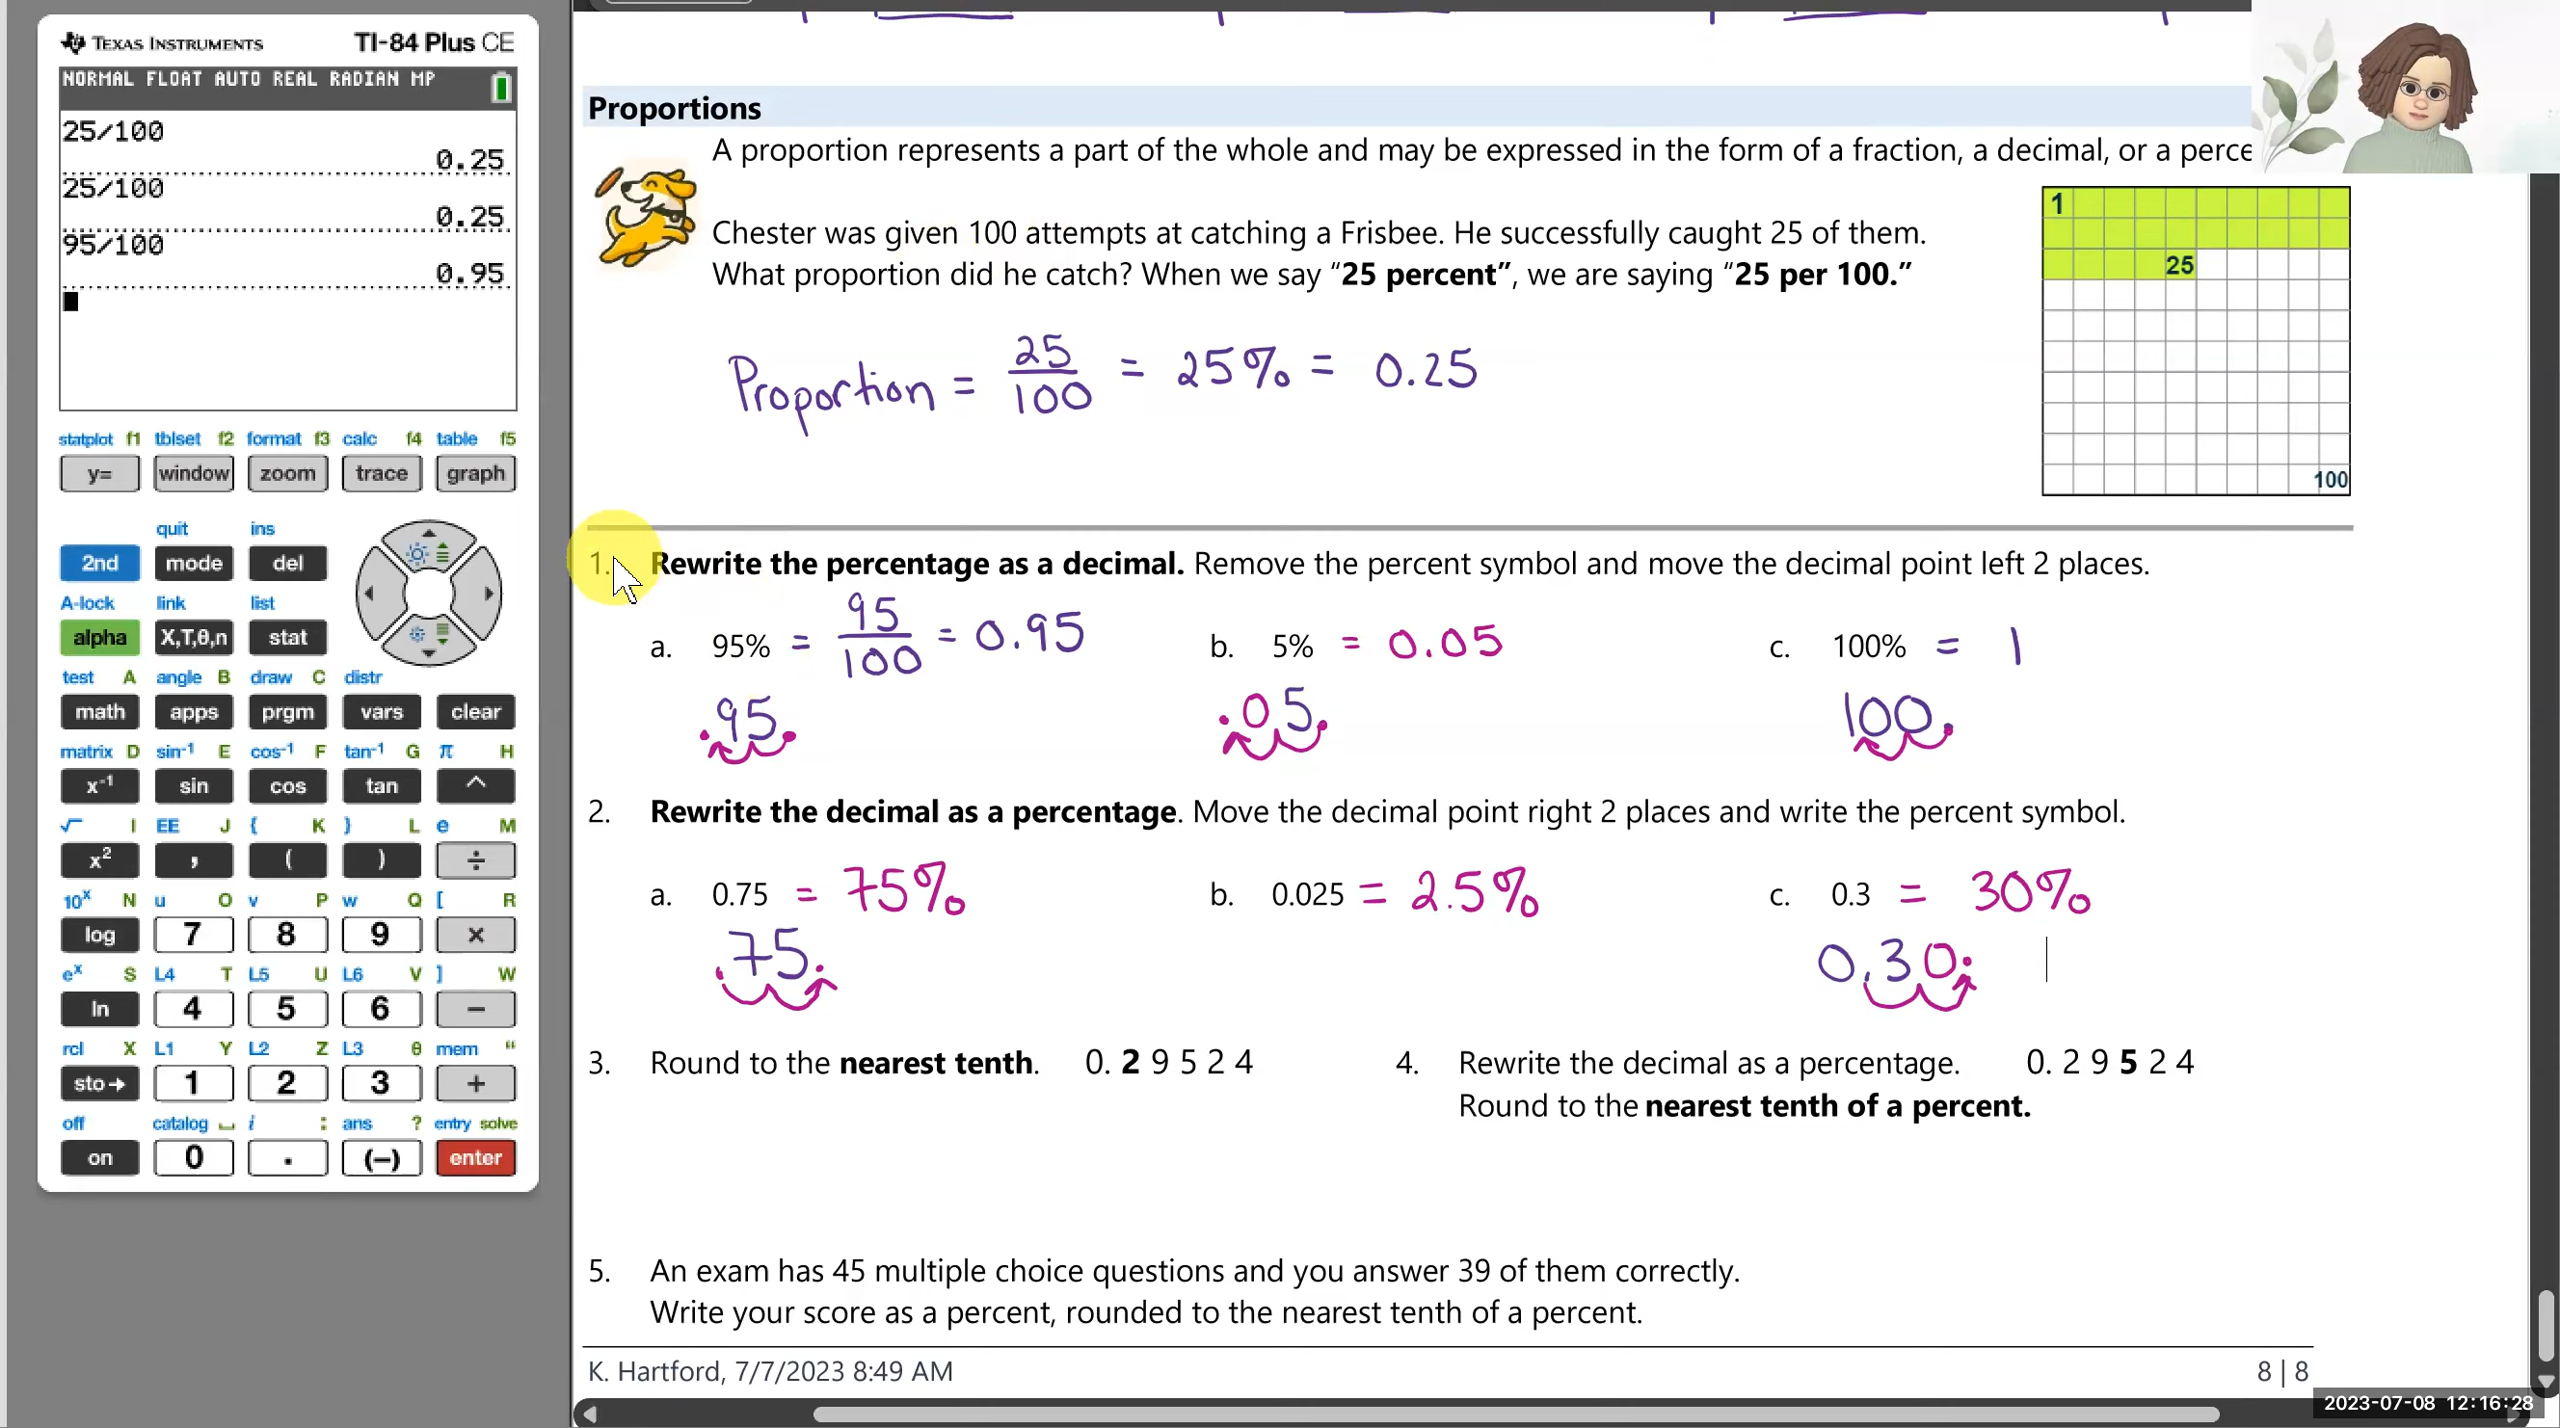 TEXAS INSTRUMENTS TI-84 Plus CE
NORMAL FLOAT AUTO REAL RADIAN MP
25/100
0.25
25/100
0.25
95/100
0.95
statplot f1 tblset f2 format f3 calc f4 table f5
y= window zoom trace graph
quit ins
2nd mode del
A-lock link list
alpha X,T,θ,n stat
test A angle B draw C distr
math apps prgm vars clear
matrix D sin⁻¹ E cos⁻¹ F tan⁻¹ G π H
x⁻¹ sin cos tan ^
√ I EE J { K } L e M
x² , ( ) ÷
10ˣ N u O v P w Q [ R
log 7 8 9 ×
eˣ S L4 T L5 U L6 V ] W
ln 4 5 6 −
rcl X L1 Y L2 Z L3 θ mem "
sto→ 1 2 3 +
off catalog ⎵ i : ans ? entry solve
on 0 . (−) enter
Proportions
A proportion represents a part of the whole and may be expressed in the form of a fraction, a decimal, or a perce
Chester was given 100 attempts at catching a Frisbee. He successfully caught 25 of them.
What proportion did he catch? When we say “25 percent”, we are saying “25 per 100.”
1
25
100
Proportion = 25/100 = 25% = 0.25
1. Rewrite the percentage as a decimal. Remove the percent symbol and move the decimal point left 2 places.
a. 95% = 95/100 = 0.95 b. 5% = 0.05 c. 100% = 1
.95. .05. 100.
2. Rewrite the decimal as a percentage. Move the decimal point right 2 places and write the percent symbol.
a. 0.75 = 75% b. 0.025 = 2.5% c. 0.3 = 30%
.75. 0.30.
3. Round to the nearest tenth. 0. 2 9 5 2 4
4. Rewrite the decimal as a percentage. 0. 2 9 5 2 4
Round to the nearest tenth of a percent.
5. An exam has 45 multiple choice questions and you answer 39 of them correctly.
Write your score as a percent, rounded to the nearest tenth of a percent.
K. Hartford, 7/7/2023 8:49 AM 8 | 8
2023-07-08 12:16:28